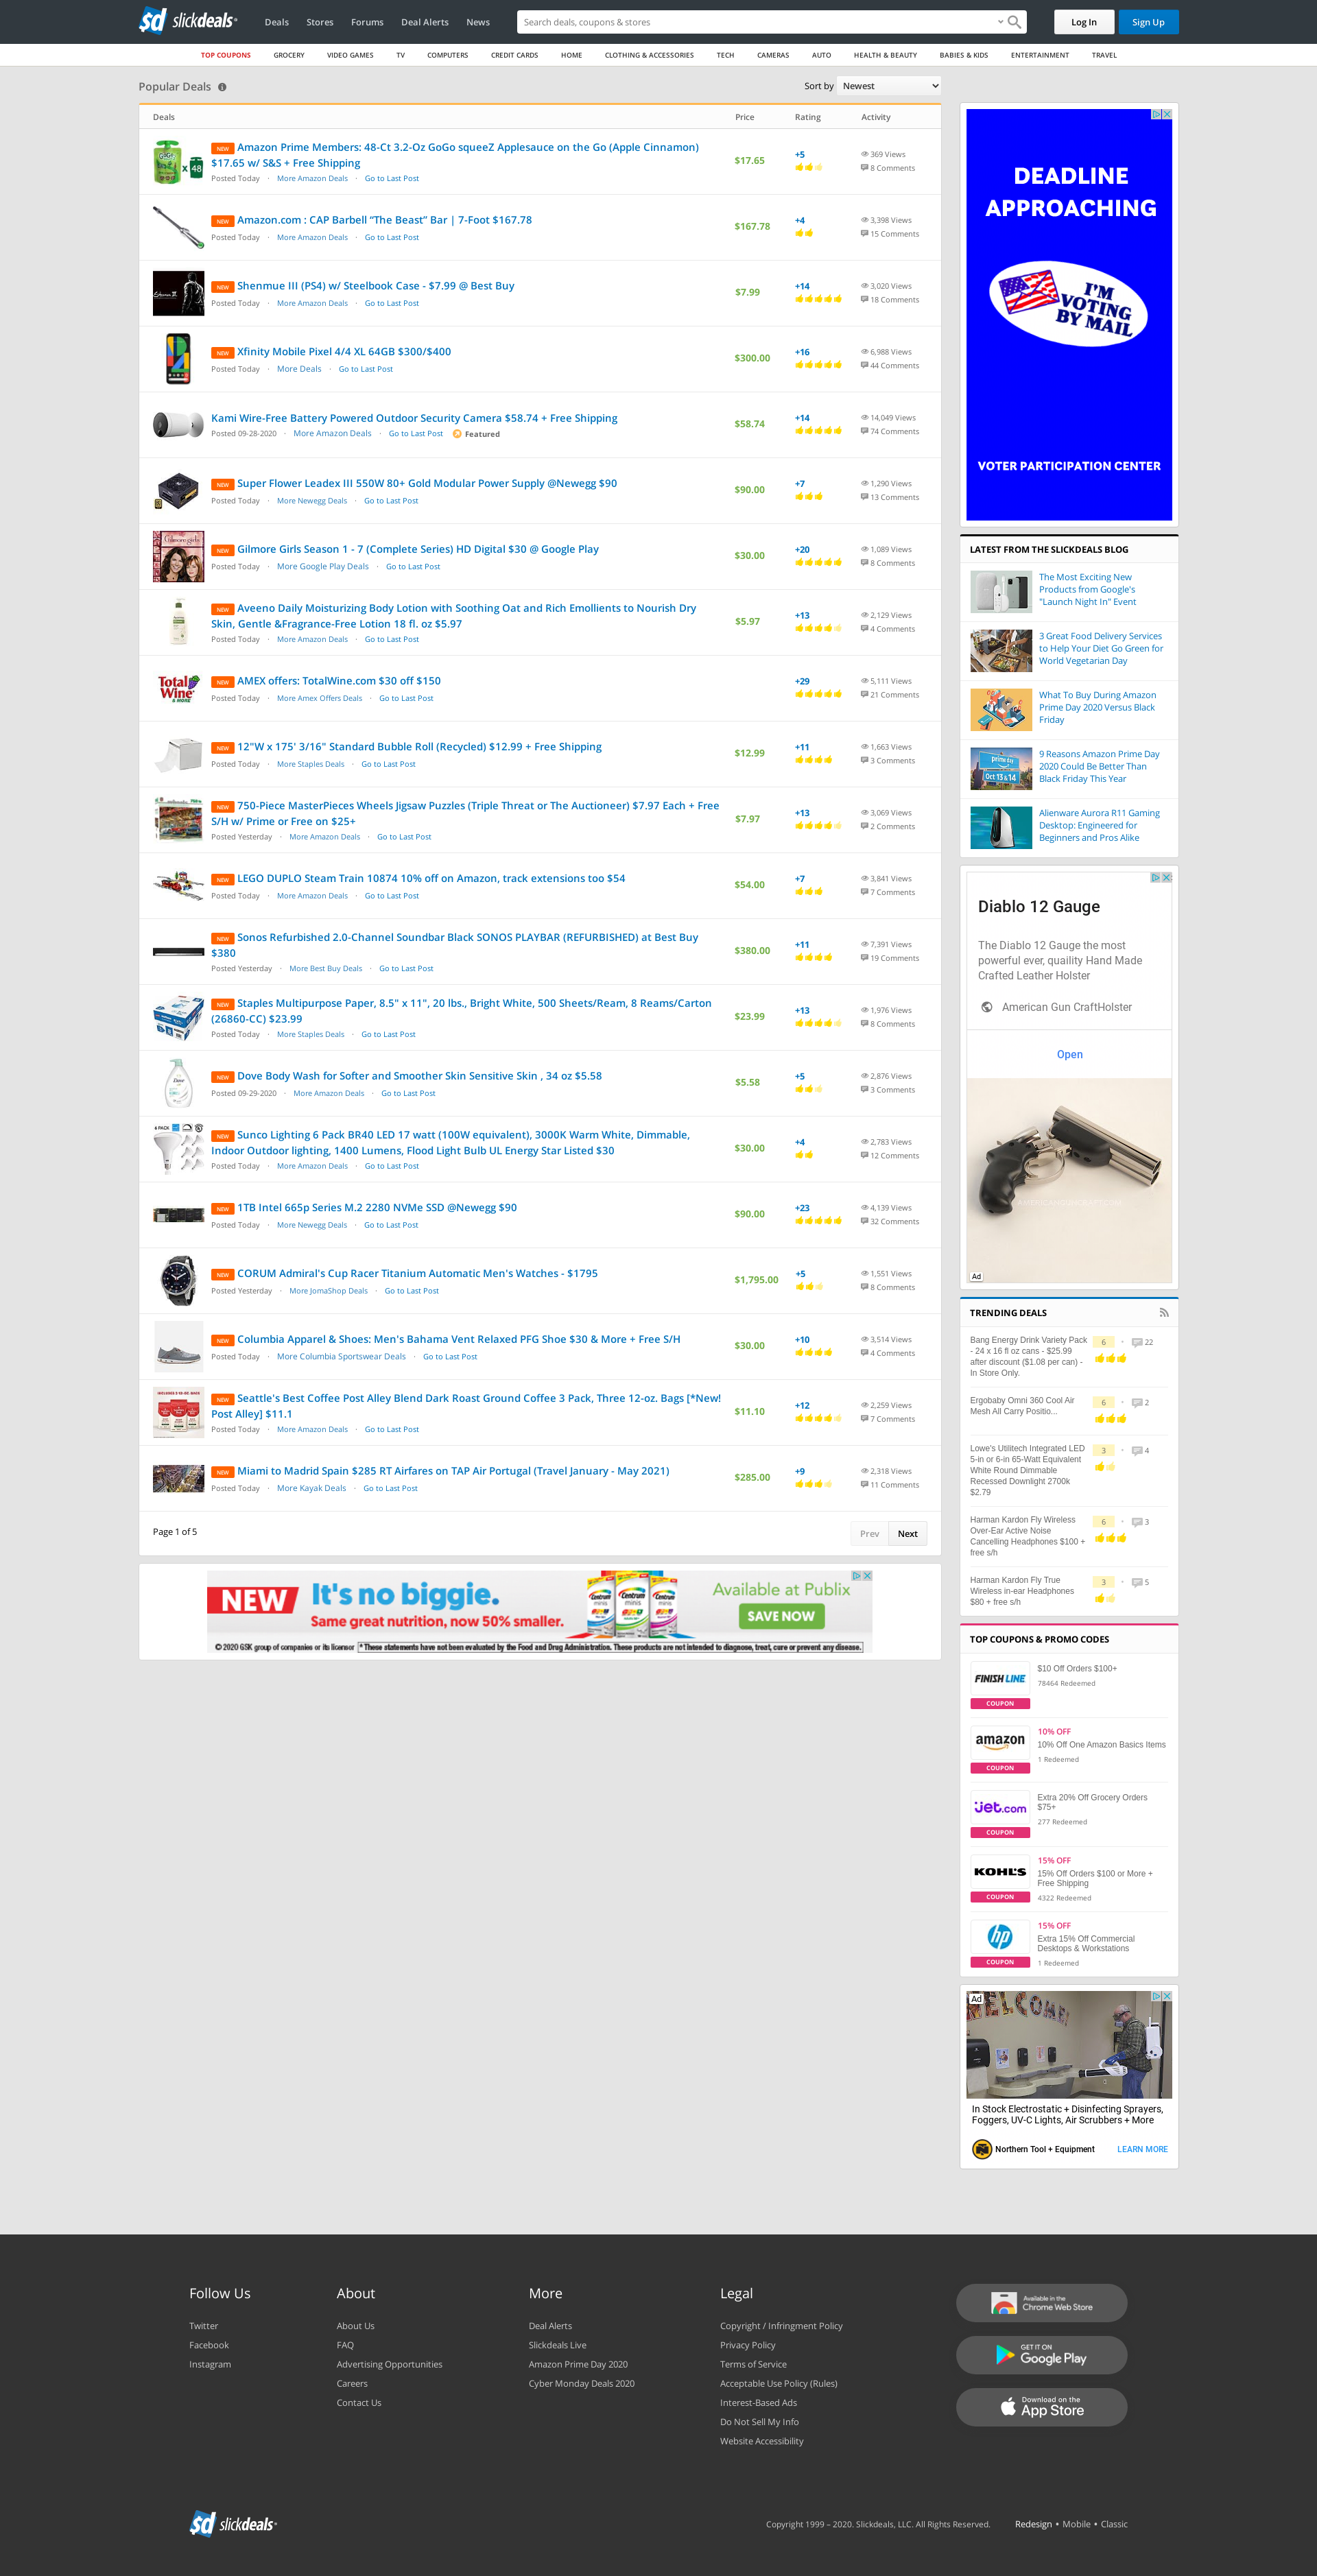 sd slickdeals
Deals
Stores
Forums
Deal Alerts
News
Search deals, coupons & stores
Log In
Sign Up
TOP COUPONS
GROCERY
VIDEO GAMES
TV
COMPUTERS
CREDIT CARDS
HOME
CLOTHING & ACCESSORIES
TECH
CAMERAS
AUTO
HEALTH & BEAUTY
BABIES & KIDS
ENTERTAINMENT
TRAVEL
Popular Deals
Sort by Newest
Deals Price Rating Activity
NEW Amazon Prime Members: 48-Ct 3.2-Oz GoGo squeeZ Applesauce on the Go (Apple Cinnamon)
$17.65 w/ S&S + Free Shipping
Posted Today · More Amazon Deals · Go to Last Post
$17.65
+5
369 Views
8 Comments
NEW Amazon.com : CAP Barbell “The Beast” Bar | 7-Foot $167.78
Posted Today · More Amazon Deals · Go to Last Post
$167.78
+4
3,398 Views
15 Comments
NEW Shenmue III (PS4) w/ Steelbook Case - $7.99 @ Best Buy
Posted Today · More Amazon Deals · Go to Last Post
$7.99
+14
3,020 Views
18 Comments
NEW Xfinity Mobile Pixel 4/4 XL 64GB $300/$400
Posted Today · More Deals · Go to Last Post
$300.00
+16
6,988 Views
44 Comments
Kami Wire-Free Battery Powered Outdoor Security Camera $58.74 + Free Shipping
Posted 09-28-2020 · More Amazon Deals · Go to Last Post Featured
$58.74
+14
14,049 Views
74 Comments
NEW Super Flower Leadex III 550W 80+ Gold Modular Power Supply @Newegg $90
Posted Today · More Newegg Deals · Go to Last Post
$90.00
+7
1,290 Views
13 Comments
NEW Gilmore Girls Season 1 - 7 (Complete Series) HD Digital $30 @ Google Play
Posted Today · More Google Play Deals · Go to Last Post
$30.00
+20
1,089 Views
8 Comments
NEW Aveeno Daily Moisturizing Body Lotion with Soothing Oat and Rich Emollients to Nourish Dry
Skin, Gentle &Fragrance-Free Lotion 18 fl. oz $5.97
Posted Today · More Amazon Deals · Go to Last Post
$5.97
+13
2,129 Views
4 Comments
NEW AMEX offers: TotalWine.com $30 off $150
Posted Today · More Amex Offers Deals · Go to Last Post
+29
5,111 Views
21 Comments
NEW 12"W x 175' 3/16" Standard Bubble Roll (Recycled) $12.99 + Free Shipping
Posted Today · More Staples Deals · Go to Last Post
$12.99
+11
1,663 Views
3 Comments
NEW 750-Piece MasterPieces Wheels Jigsaw Puzzles (Triple Threat or The Auctioneer) $7.97 Each + Free
S/H w/ Prime or Free on $25+
Posted Yesterday · More Amazon Deals · Go to Last Post
$7.97
+13
3,069 Views
2 Comments
NEW LEGO DUPLO Steam Train 10874 10% off on Amazon, track extensions too $54
Posted Today · More Amazon Deals · Go to Last Post
$54.00
+7
3,841 Views
7 Comments
NEW Sonos Refurbished 2.0-Channel Soundbar Black SONOS PLAYBAR (REFURBISHED) at Best Buy
$380
Posted Yesterday · More Best Buy Deals · Go to Last Post
$380.00
+11
7,391 Views
19 Comments
NEW Staples Multipurpose Paper, 8.5" x 11", 20 lbs., Bright White, 500 Sheets/Ream, 8 Reams/Carton
(26860-CC) $23.99
Posted Today · More Staples Deals · Go to Last Post
$23.99
+13
1,976 Views
8 Comments
NEW Dove Body Wash for Softer and Smoother Skin Sensitive Skin , 34 oz $5.58
Posted 09-29-2020 · More Amazon Deals · Go to Last Post
$5.58
+5
2,876 Views
3 Comments
NEW Sunco Lighting 6 Pack BR40 LED 17 watt (100W equivalent), 3000K Warm White, Dimmable,
Indoor Outdoor lighting, 1400 Lumens, Flood Light Bulb UL Energy Star Listed $30
Posted Today · More Amazon Deals · Go to Last Post
$30.00
+4
2,783 Views
12 Comments
NEW 1TB Intel 665p Series M.2 2280 NVMe SSD @Newegg $90
Posted Today · More Newegg Deals · Go to Last Post
$90.00
+23
4,139 Views
32 Comments
NEW CORUM Admiral's Cup Racer Titanium Automatic Men's Watches - $1795
Posted Yesterday · More JomaShop Deals · Go to Last Post
$1,795.00
+5
1,551 Views
8 Comments
NEW Columbia Apparel & Shoes: Men's Bahama Vent Relaxed PFG Shoe $30 & More + Free S/H
Posted Today · More Columbia Sportswear Deals · Go to Last Post
$30.00
+10
3,514 Views
4 Comments
NEW Seattle's Best Coffee Post Alley Blend Dark Roast Ground Coffee 3 Pack, Three 12-oz. Bags [*New!
Post Alley] $11.1
Posted Today · More Amazon Deals · Go to Last Post
$11.10
+12
2,259 Views
7 Comments
NEW Miami to Madrid Spain $285 RT Airfares on TAP Air Portugal (Travel January - May 2021)
Posted Today · More Kayak Deals · Go to Last Post
$285.00
+9
2,318 Views
11 Comments
Page 1 of 5
Prev
Next
NEW
It's no biggie.
Same great nutrition, now 50% smaller.
Centrum minis
Available at Publix
SAVE NOW
© 2020 GSK group of companies or its licensor *These statements have not been evaluated by the Food and Drug Administration. These products are not intended to diagnose, treat, cure or prevent any disease.
DEADLINE
APPROACHING
I'M
VOTING
BY MAIL
VOTER PARTICIPATION CENTER
LATEST FROM THE SLICKDEALS BLOG
The Most Exciting New
Products from Google's
"Launch Night In" Event
3 Great Food Delivery Services
to Help Your Diet Go Green for
World Vegetarian Day
What To Buy During Amazon
Prime Day 2020 Versus Black
Friday
9 Reasons Amazon Prime Day
2020 Could Be Better Than
Black Friday This Year
Alienware Aurora R11 Gaming
Desktop: Engineered for
Beginners and Pros Alike
Diablo 12 Gauge
The Diablo 12 Gauge the most
powerful ever, quaility Hand Made
Crafted Leather Holster
American Gun CraftHolster
Open
Ad
TRENDING DEALS
Bang Energy Drink Variety Pack
- 24 x 16 fl oz cans - $25.99
after discount ($1.08 per can) -
In Store Only.
6 22
Ergobaby Omni 360 Cool Air
Mesh All Carry Positio...
6 2
Lowe's Utilitech Integrated LED
5-in or 6-in 65-Watt Equivalent
White Round Dimmable
Recessed Downlight 2700k
$2.79
3 4
Harman Kardon Fly Wireless
Over-Ear Active Noise
Cancelling Headphones $100 +
free s/h
6 3
Harman Kardon Fly True
Wireless in-ear Headphones
$80 + free s/h
3 5
TOP COUPONS & PROMO CODES
FINISH LINE
COUPON
$10 Off Orders $100+
78464 Redeemed
amazon
COUPON
10% OFF
10% Off One Amazon Basics Items
1 Redeemed
jet.com
COUPON
Extra 20% Off Grocery Orders
$75+
277 Redeemed
KOHL'S
COUPON
15% OFF
15% Off Orders $100 or More +
Free Shipping
4322 Redeemed
hp
COUPON
15% OFF
Extra 15% Off Commercial
Desktops & Workstations
1 Redeemed
Ad
WELCOME!
In Stock Electrostatic + Disinfecting Sprayers,
Foggers, UV-C Lights, Air Scrubbers + More
Northern Tool + Equipment
LEARN MORE
Follow Us
Twitter
Facebook
Instagram
About
About Us
FAQ
Advertising Opportunities
Careers
Contact Us
More
Deal Alerts
Slickdeals Live
Amazon Prime Day 2020
Cyber Monday Deals 2020
Legal
Copyright / Infringment Policy
Privacy Policy
Terms of Service
Acceptable Use Policy (Rules)
Interest-Based Ads
Do Not Sell My Info
Website Accessibility
Available in the
Chrome Web Store
GET IT ON
Google Play
Download on the
App Store
sd slickdeals
Copyright 1999 – 2020. Slickdeals, LLC. All Rights Reserved.
Redesign • Mobile • Classic